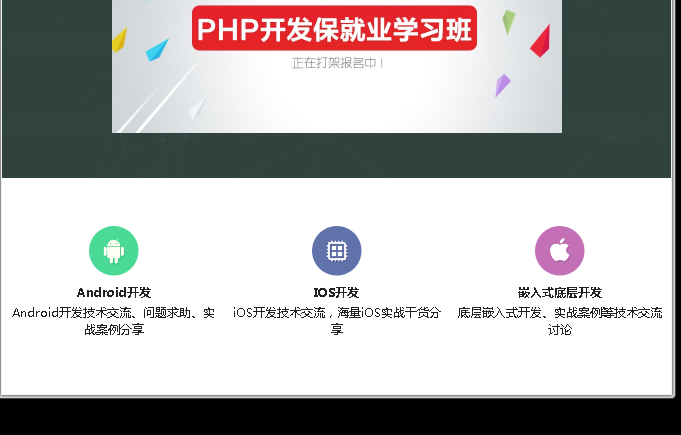 PHP开发保就业学习班
正在打架报名中！
Android开发
IOS开发
嵌入式底层开发
Android开发技术交流、问题求助、实
战案例分享
iOS开发技术交流，海量iOS实战干货分
享
底层嵌入式开发、实战案例等技术交流
讨论